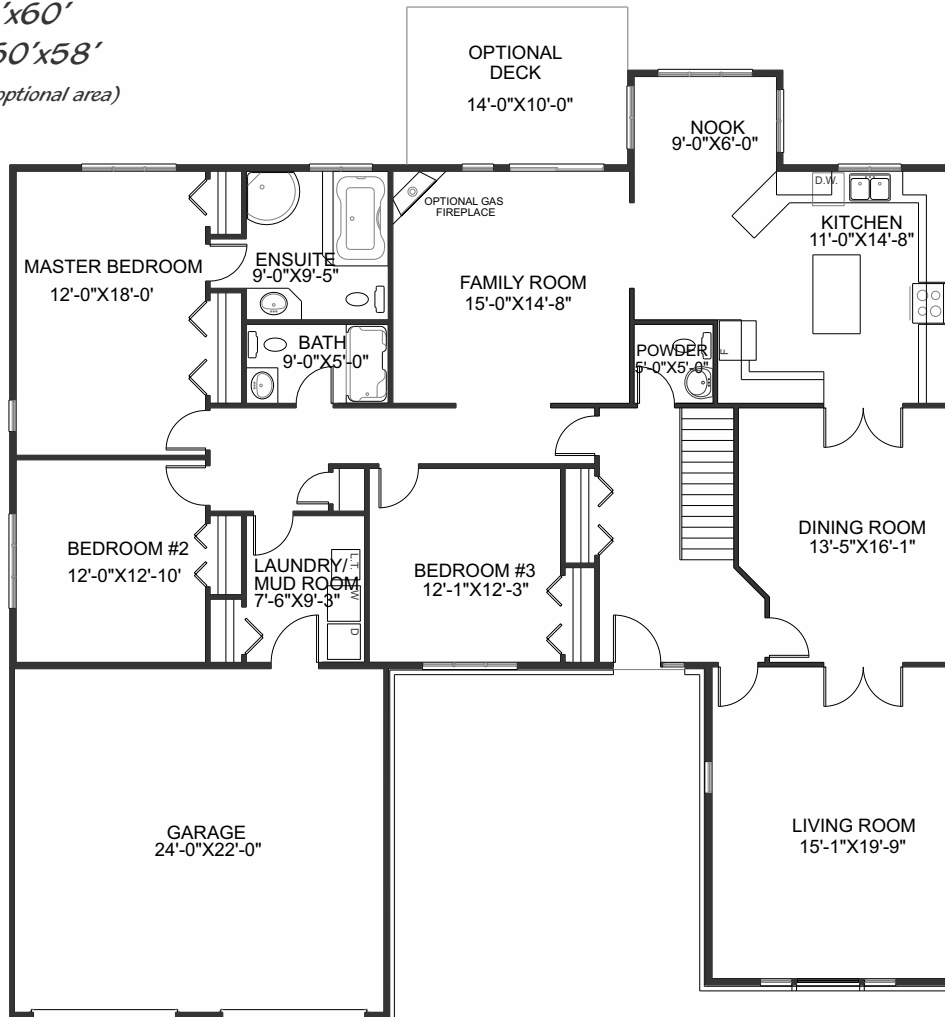 'x60'
60'x58'
optional area)
OPTIONAL
DECK
14'-0"X10'-0"
NOOK
9'-0"X6'-0"
D.W.
OPTIONAL GAS
FIREPLACE
KITCHEN
11'-0"X14'-8"
MASTER BEDROOM
12'-0"X18'-0'
ENSUITE
9'-0"X9'-5"
FAMILY ROOM
15'-0"X14'-8"
BATH
9'-0"X5'-0"
POWDER
5'-0"X5'-0"
F
BEDROOM #2
12'-0"X12'-10'
LAUNDRY/
MUD ROOM
7'-6"X9'-3"
L.T.
W
D
BEDROOM #3
12'-1"X12'-3"
DINING ROOM
13'-5"X16'-1"
GARAGE
24'-0"X22'-0"
LIVING ROOM
15'-1"X19'-9"